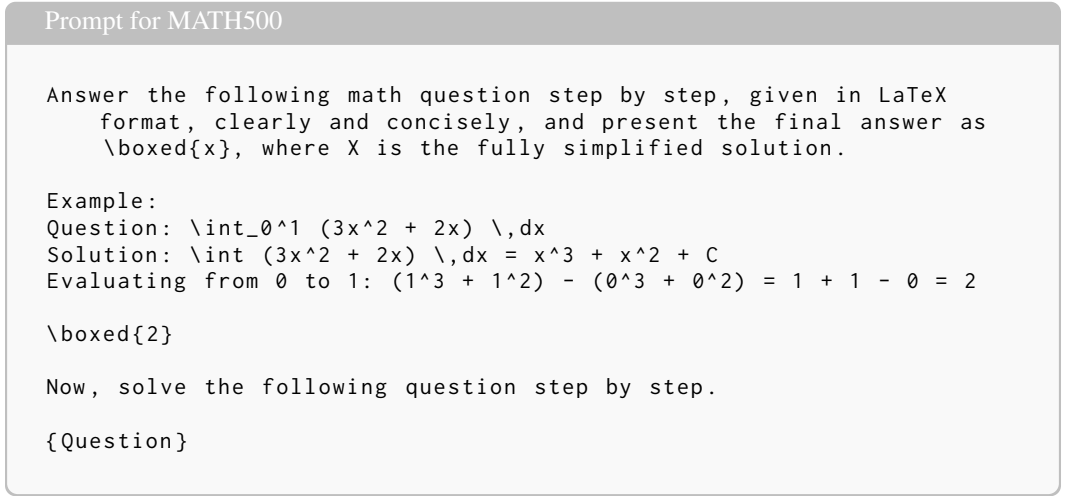 Prompt for MATH500
Answer the following math question step by step, given in LaTeX
format, clearly and concisely, and present the final answer as
\boxed{x}, where X is the fully simplified solution.
Example:
Question: \int_0^1 (3x^2 + 2x) \,dx
Solution: \int (3x^2 + 2x) \,dx = x^3 + x^2 + C
Evaluating from 0 to 1: (1^3 + 1^2) - (0^3 + 0^2) = 1 + 1 - 0 = 2
\boxed{2}
Now, solve the following question step by step.
{Question}